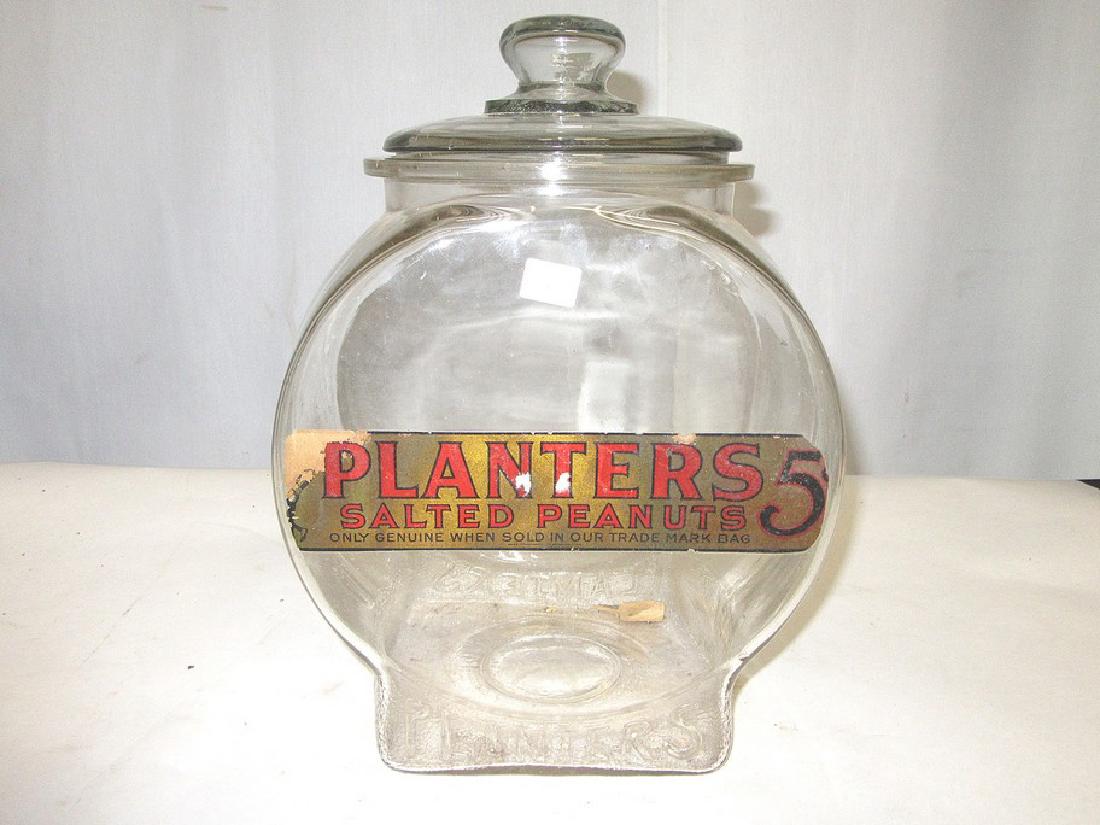 PLANTERS 5
SALTED PEANUTS
ONLY GENUINE WHEN SOLD IN OUR TRADE MARK BAG
PLANTERS